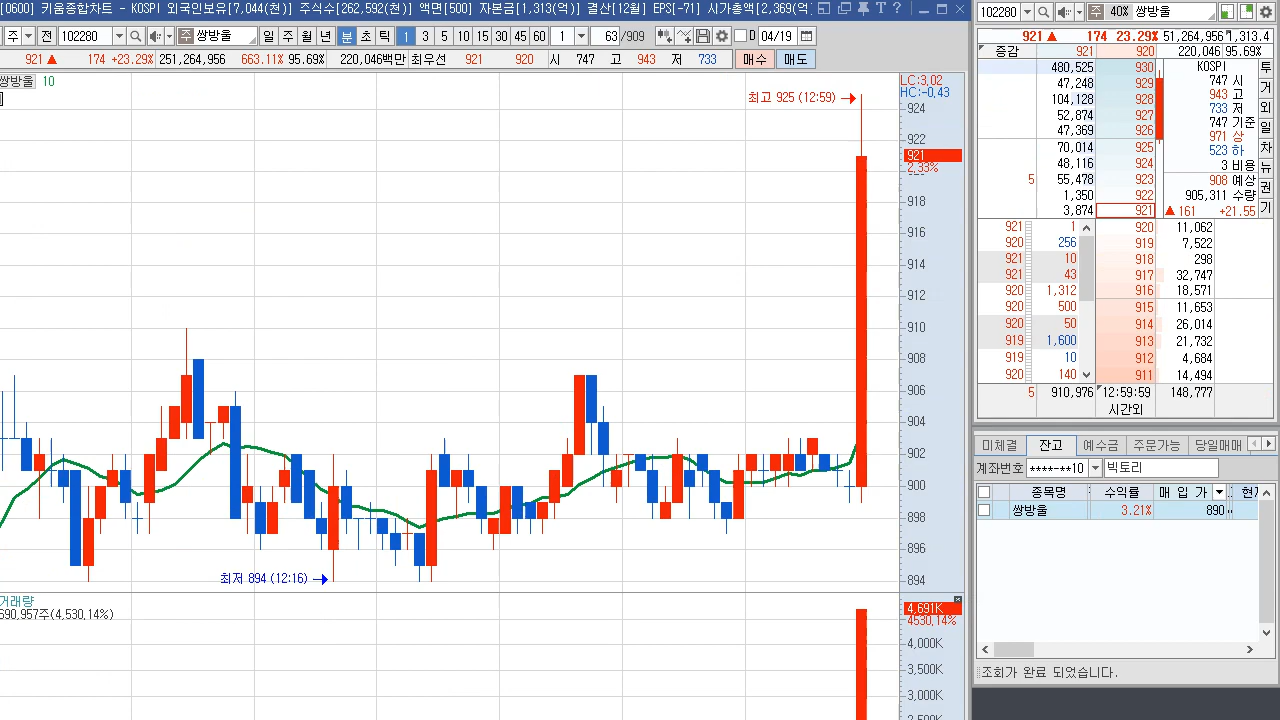 [0600] 키움종합차트 - KOSPI 외국인보유[7,044(천)] 주식수[262,592(천)] 액면[500] 자본금[1,313(억)] 결산[12월] EPS[-71] 시가총액[2,369(억
주 전 102280 주 쌍방울 일 주 월 년 분 초 틱 1 3 5 10 15 30 45 60 1 63/909 D 04/19
921 ▲ 174 +23.29% 251,264,956 663.11% 95.69% 220,046백만 최우선 921 920 시 747 고 943 저 733 매수 매도
쌍방울 10
LC:3.02
HC:-0.43
최고 925 (12:59)
924
922
921
2.33%
918
916
914
912
910
908
906
904
902
900
898
896
894
최저 894 (12:16)
거래량
690,957주(4,530.14%)
4,691K
4530.14%
4,000K
3,500K
3,000K
2,500K
102280 주 40% 쌍방울
921 ▲ 174 23.29% 51,264,956 1,313.4
증감 921 920 220,046 95.69%
480,525 930 KOSPI 투
47,248 929 747 시
104,128 928 943 고 거
52,874 927 733 저 외
47,369 926 747 기준 일
70,014 925 971 상
48,116 924 523 하 차
5 55,478 923 3 비용 뉴
1,350 922 908 예상 권
3,874 921 905,311 수량
▲ 161 +21.55 기
921 1 920 11,062
920 256 919 7,522
921 10 918 298
921 43 917 32,747
920 1,312 916 18,571
920 500 915 11,653
920 50 914 26,014
919 1,600 913 21,732
919 10 912 4,684
920 140 911 14,494
5 910,976 12:59:59 148,777
시간외
미체결 잔고 예수금 주문가능 당일매매
계좌번호 ****-**10 빅토리
종목명 수익률 매 입 가 현재
쌍방울 3.21% 890
조회가 완료 되었습니다.